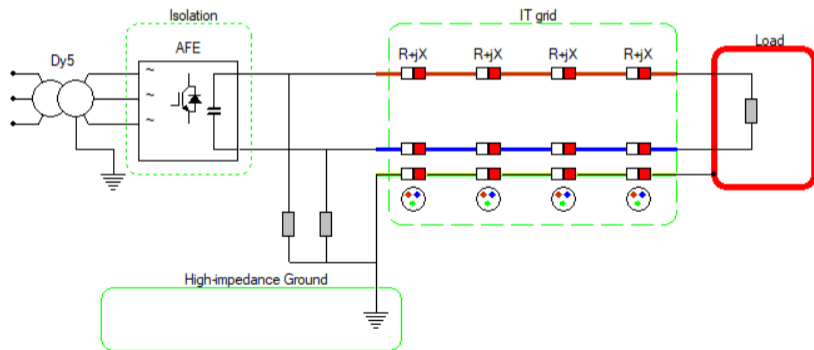 Isolation
IT grid
Dy5
AFE
R+jX
R+jX
R+jX
R+jX
Load
~
~
~
High-impedance Ground